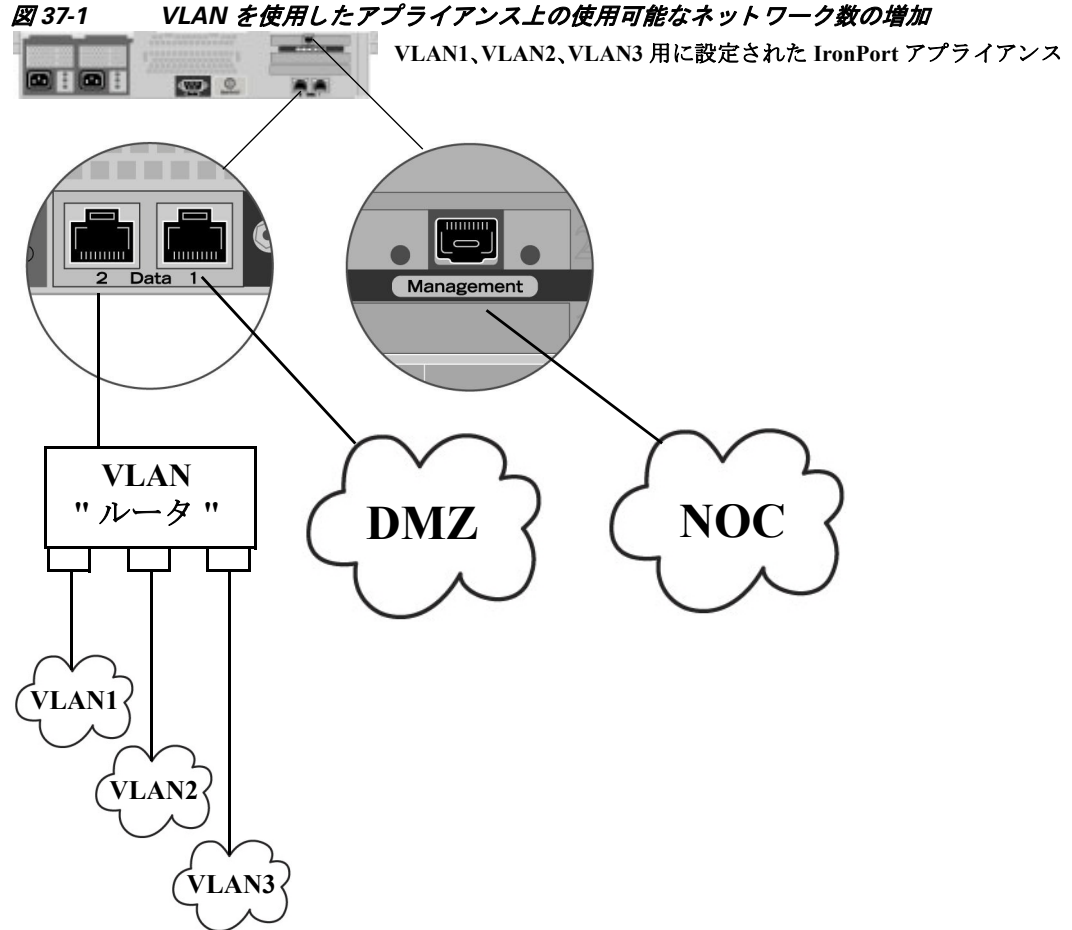 図 37-1 VLAN を使用したアプライアンス上の使用可能なネットワーク数の増加
VLAN1、VLAN2、VLAN3 用に設定された IronPort アプライアンス
2 Data 1
Management
VLAN
" ルータ "
DMZ
NOC
VLAN1
VLAN2
VLAN3